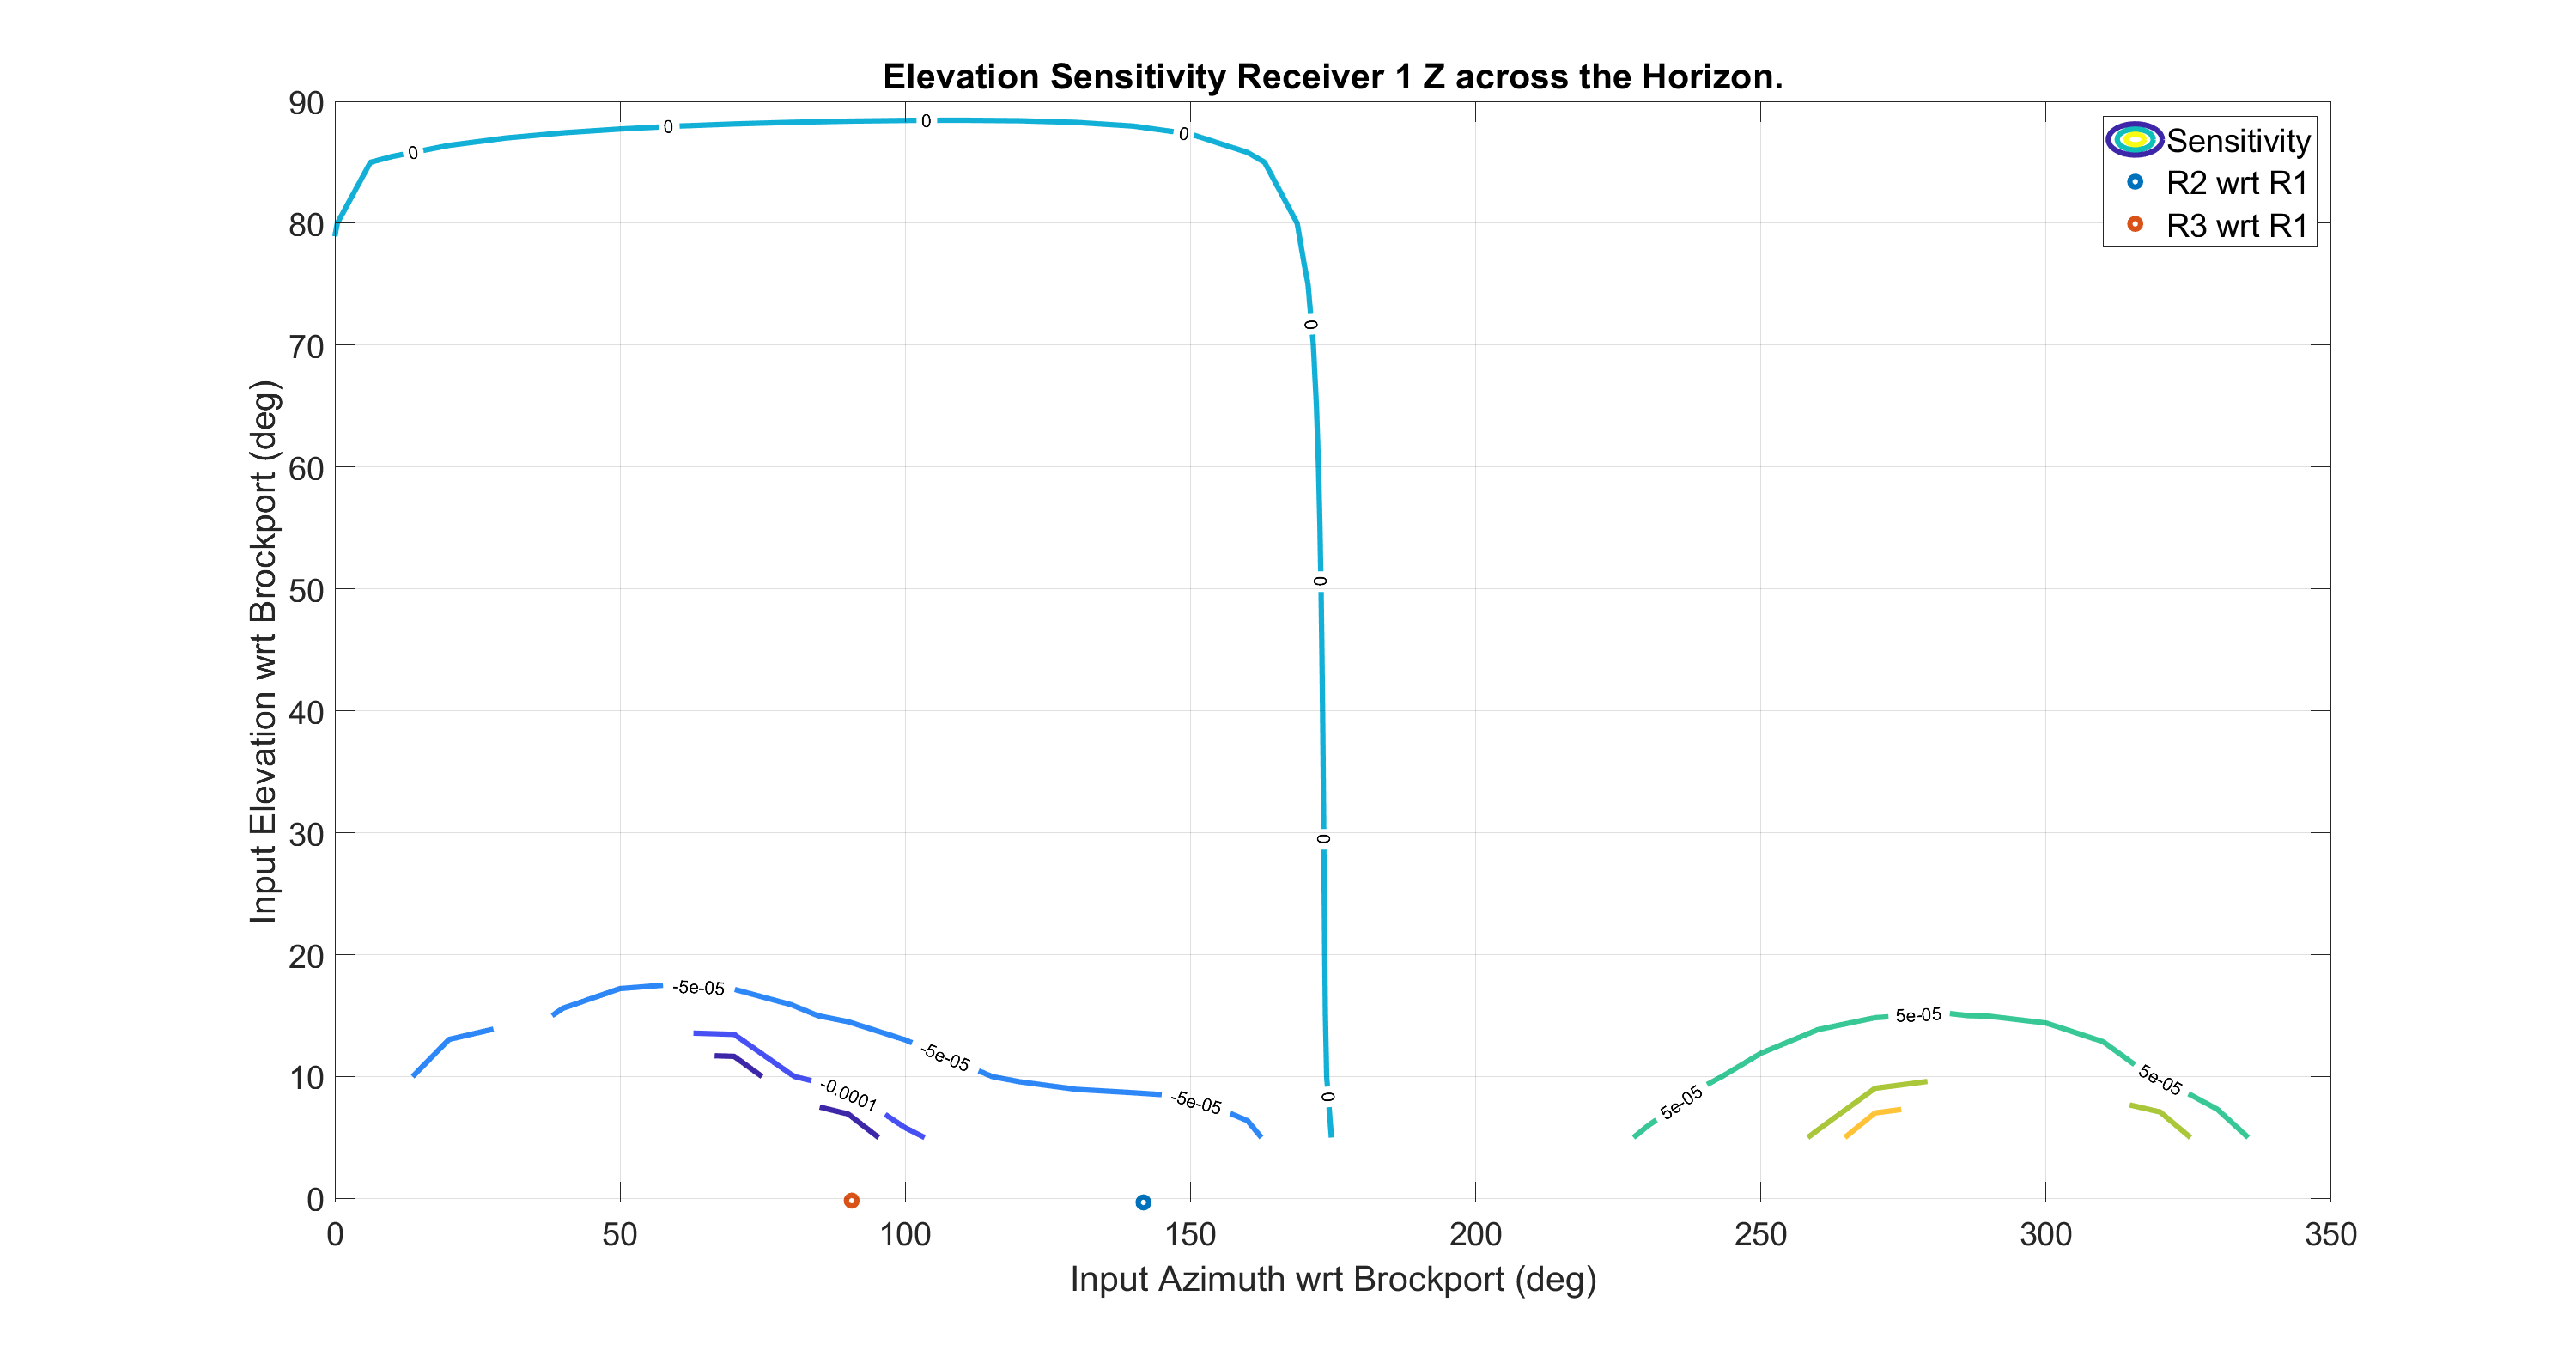 Elevation Sensitivity Receiver 1 Z across the Horizon.
Sensitivity
R2 wrt R1
R3 wrt R1
Input Elevation wrt Brockport (deg)
90
80
70
60
50
40
30
20
10
0
0
0
0
0
0
0
0
0
0
-5e-05
-5e-05
-5e-05
-0.0001
5e-05
5e-05
5e-05
0
50
100
150
200
250
300
350
Input Azimuth wrt Brockport (deg)